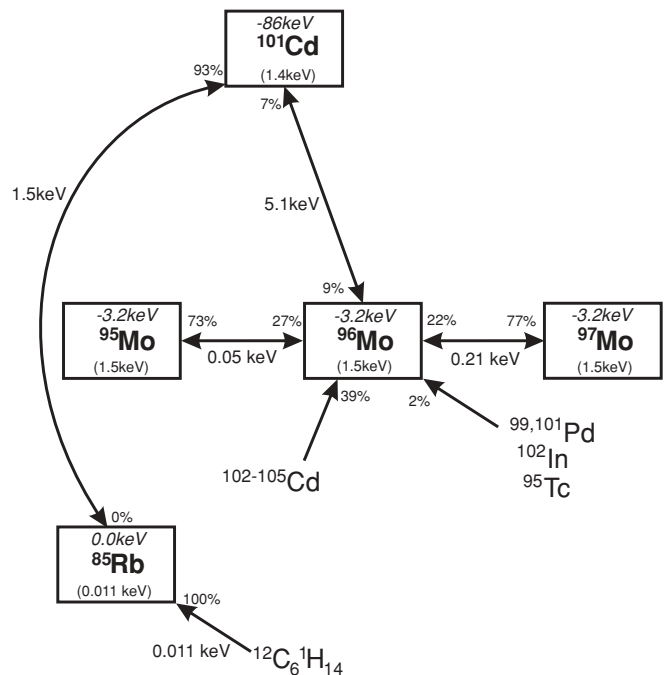 -86keV
¹⁰¹Cd
(1.4keV)
93%
7%
1.5keV
5.1keV
9%
-3.2keV
⁹⁵Mo
(1.5keV)
73%
27%
0.05 keV
-3.2keV
⁹⁶Mo
(1.5keV)
22%
77%
0.21 keV
-3.2keV
⁹⁷Mo
(1.5keV)
39%
2%
¹⁰²⁻¹⁰⁵Cd
⁹⁹,¹⁰¹Pd
¹⁰²In
⁹⁵Tc
0%
0.0keV
⁸⁵Rb
(0.011 keV)
100%
0.011 keV
¹²C₆¹H₁₄